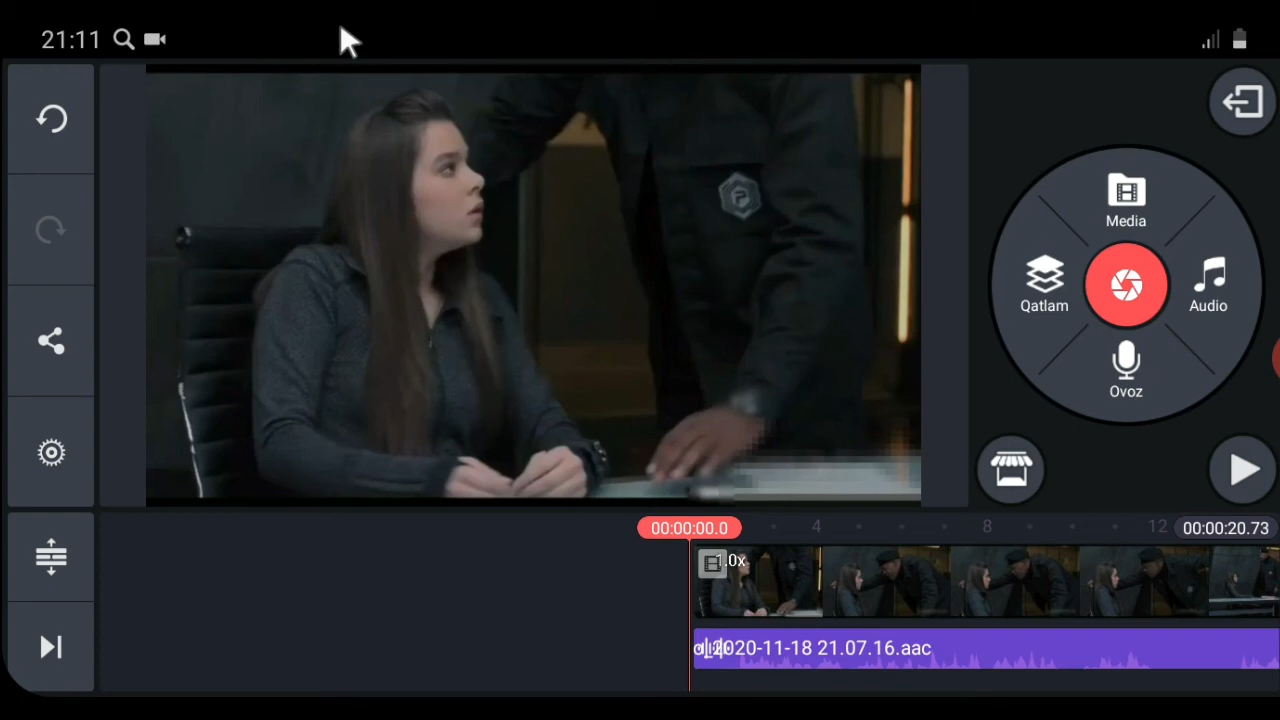 21:11
Media
Qatlam
Audio
Ovoz
00:00:00.0
4
8
12
00:00:20.73
1.0x
2020-11-18 21.07.16.aac